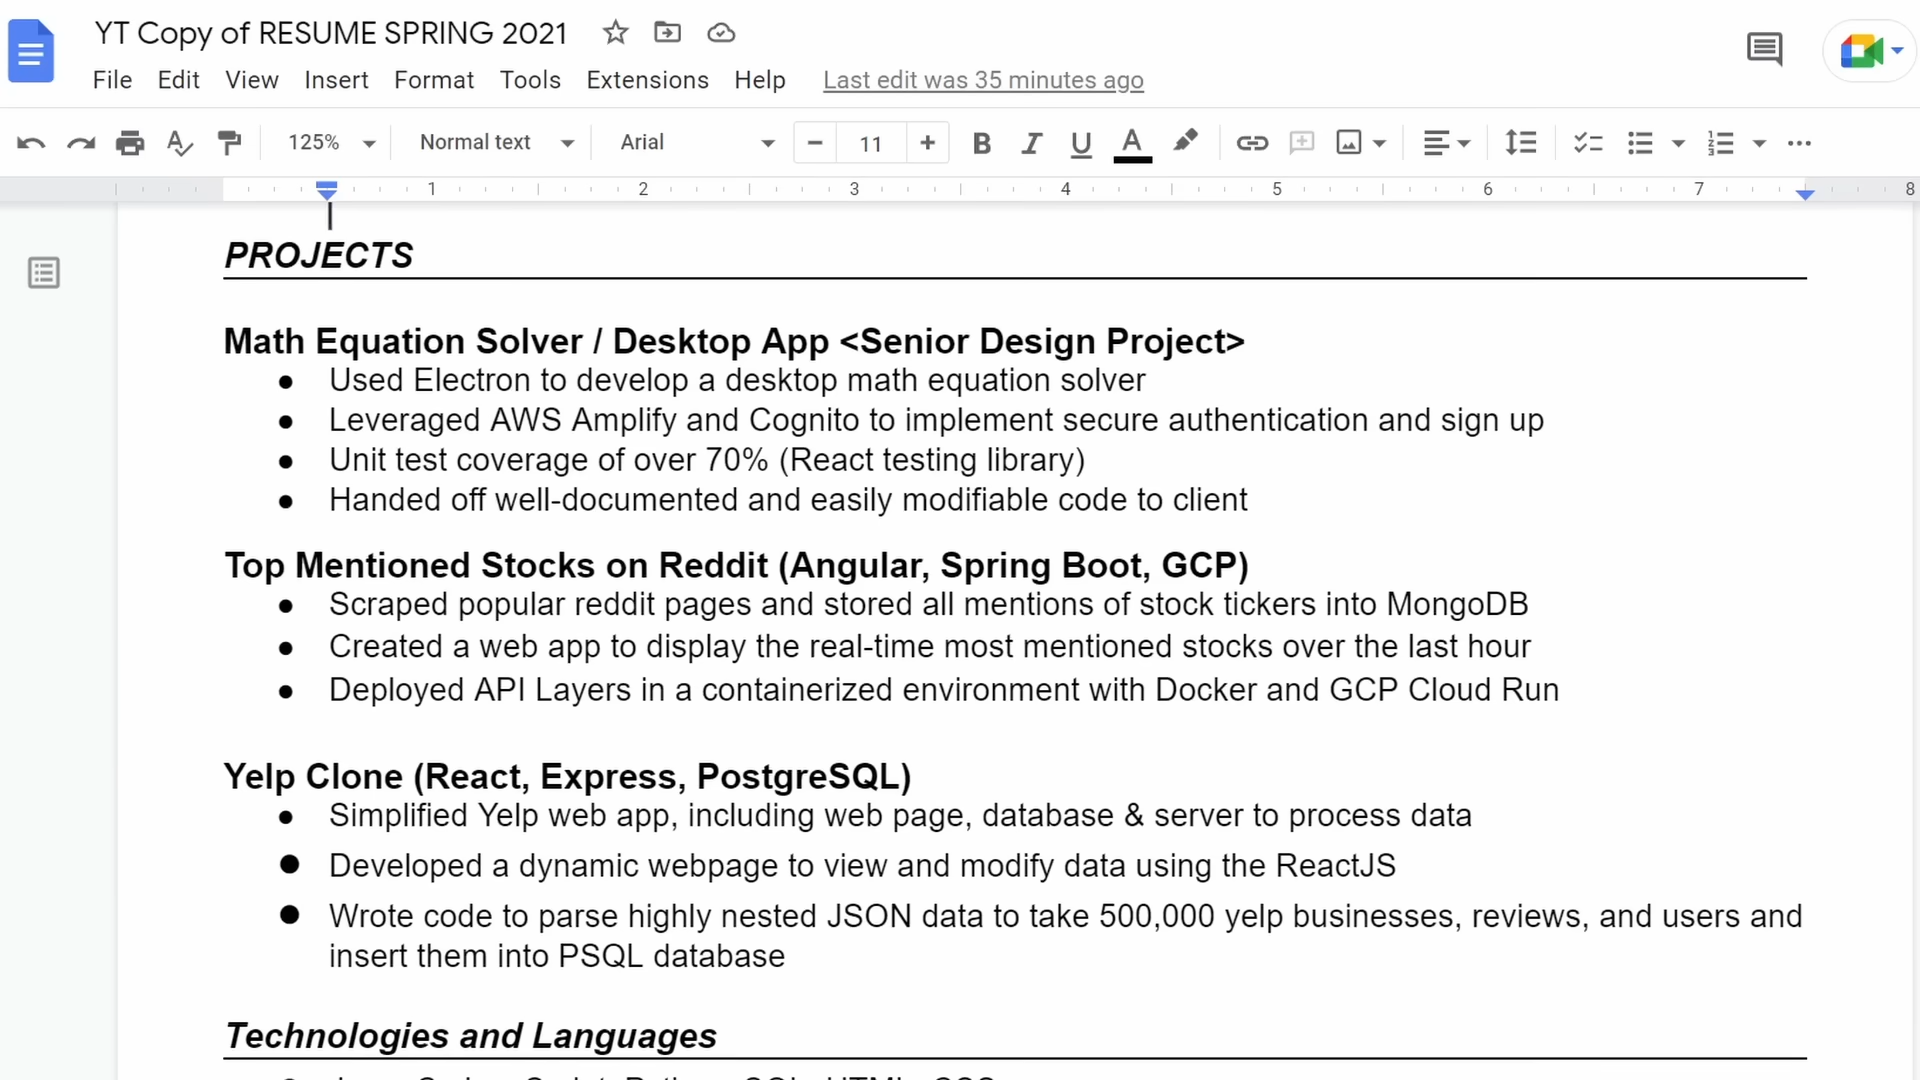 YT Copy of RESUME SPRING 2021
File Edit View Insert Format Tools Extensions Help Last edit was 35 minutes ago
125% Normal text Arial 11
1 2 3 4 5 6 7 8
PROJECTS
Math Equation Solver / Desktop App <Senior Design Project>
● Used Electron to develop a desktop math equation solver
● Leveraged AWS Amplify and Cognito to implement secure authentication and sign up
● Unit test coverage of over 70% (React testing library)
● Handed off well-documented and easily modifiable code to client
Top Mentioned Stocks on Reddit (Angular, Spring Boot, GCP)
● Scraped popular reddit pages and stored all mentions of stock tickers into MongoDB
● Created a web app to display the real-time most mentioned stocks over the last hour
● Deployed API Layers in a containerized environment with Docker and GCP Cloud Run
Yelp Clone (React, Express, PostgreSQL)
● Simplified Yelp web app, including web page, database & server to process data
● Developed a dynamic webpage to view and modify data using the ReactJS
● Wrote code to parse highly nested JSON data to take 500,000 yelp businesses, reviews, and users and
insert them into PSQL database
Technologies and Languages